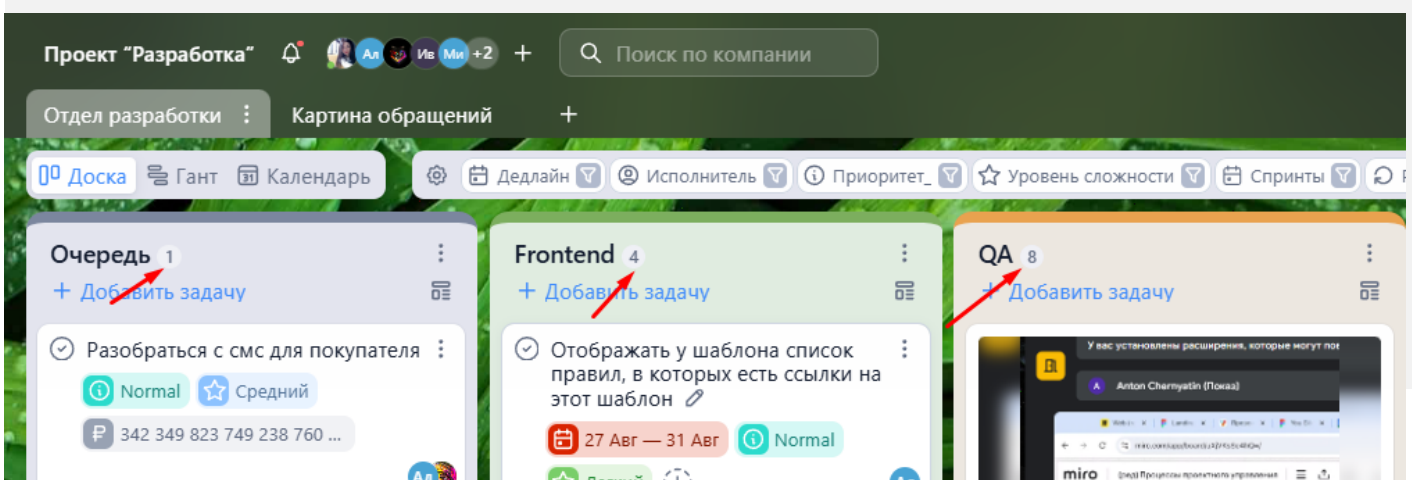 Проект “Разработка”
Ал
Ив
Ми
+2
+
Поиск по компании
Отдел разработки
Картина обращений
+
Доска
Гант
31
Календарь
Дедлайн
Исполнитель
Приоритет_
Уровень сложности
Спринты
Очередь 1
+ Добавить задачу
Frontend 4
+ Добавить задачу
QA 8
+ Добавить задачу
Разобраться с смс для покупателя
Normal
Средний
₽ 342 349 823 749 238 760 ...
Ал
Отображать у шаблона список
правил, в которых есть ссылки на
этот шаблон
27 Авг — 31 Авг
Normal
У вас установлены расширения, которые могут
A
Anton Chernyatin (Показ)
miro